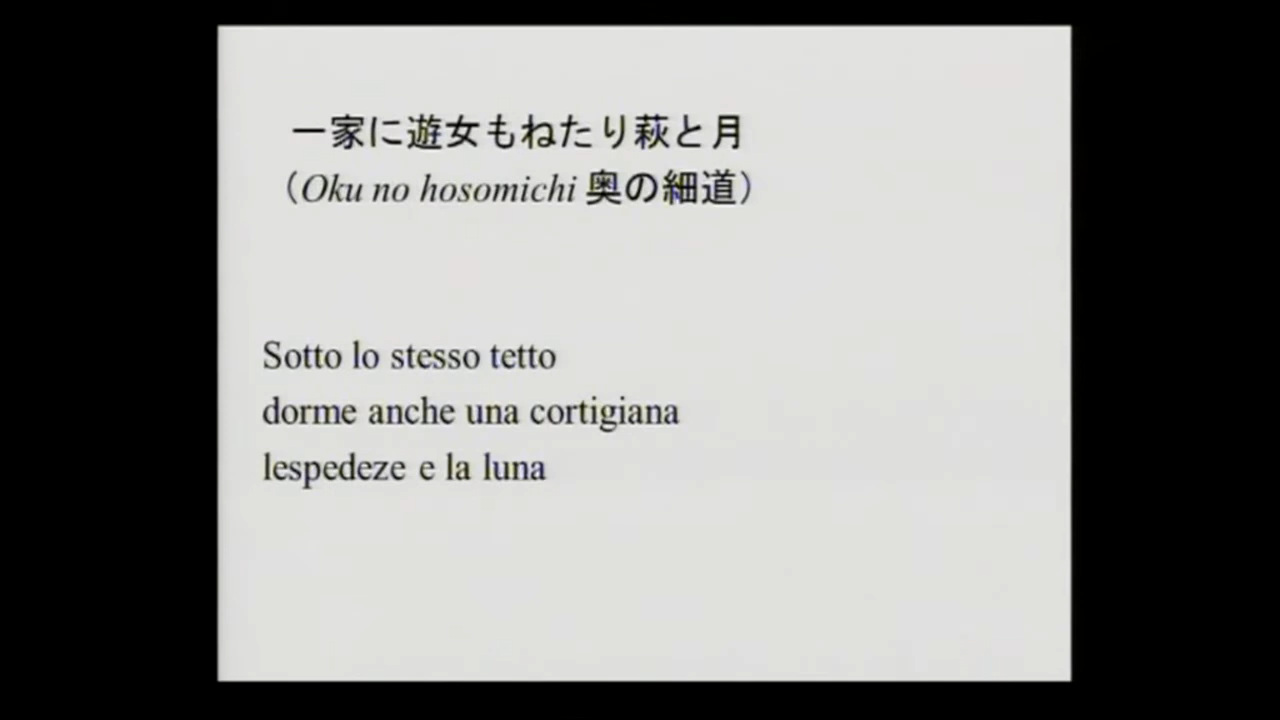 一家に遊女もねたり萩と月
（Oku no hosomichi 奥の細道）
Sotto lo stesso tetto
dorme anche una cortigiana
lespedeze e la luna